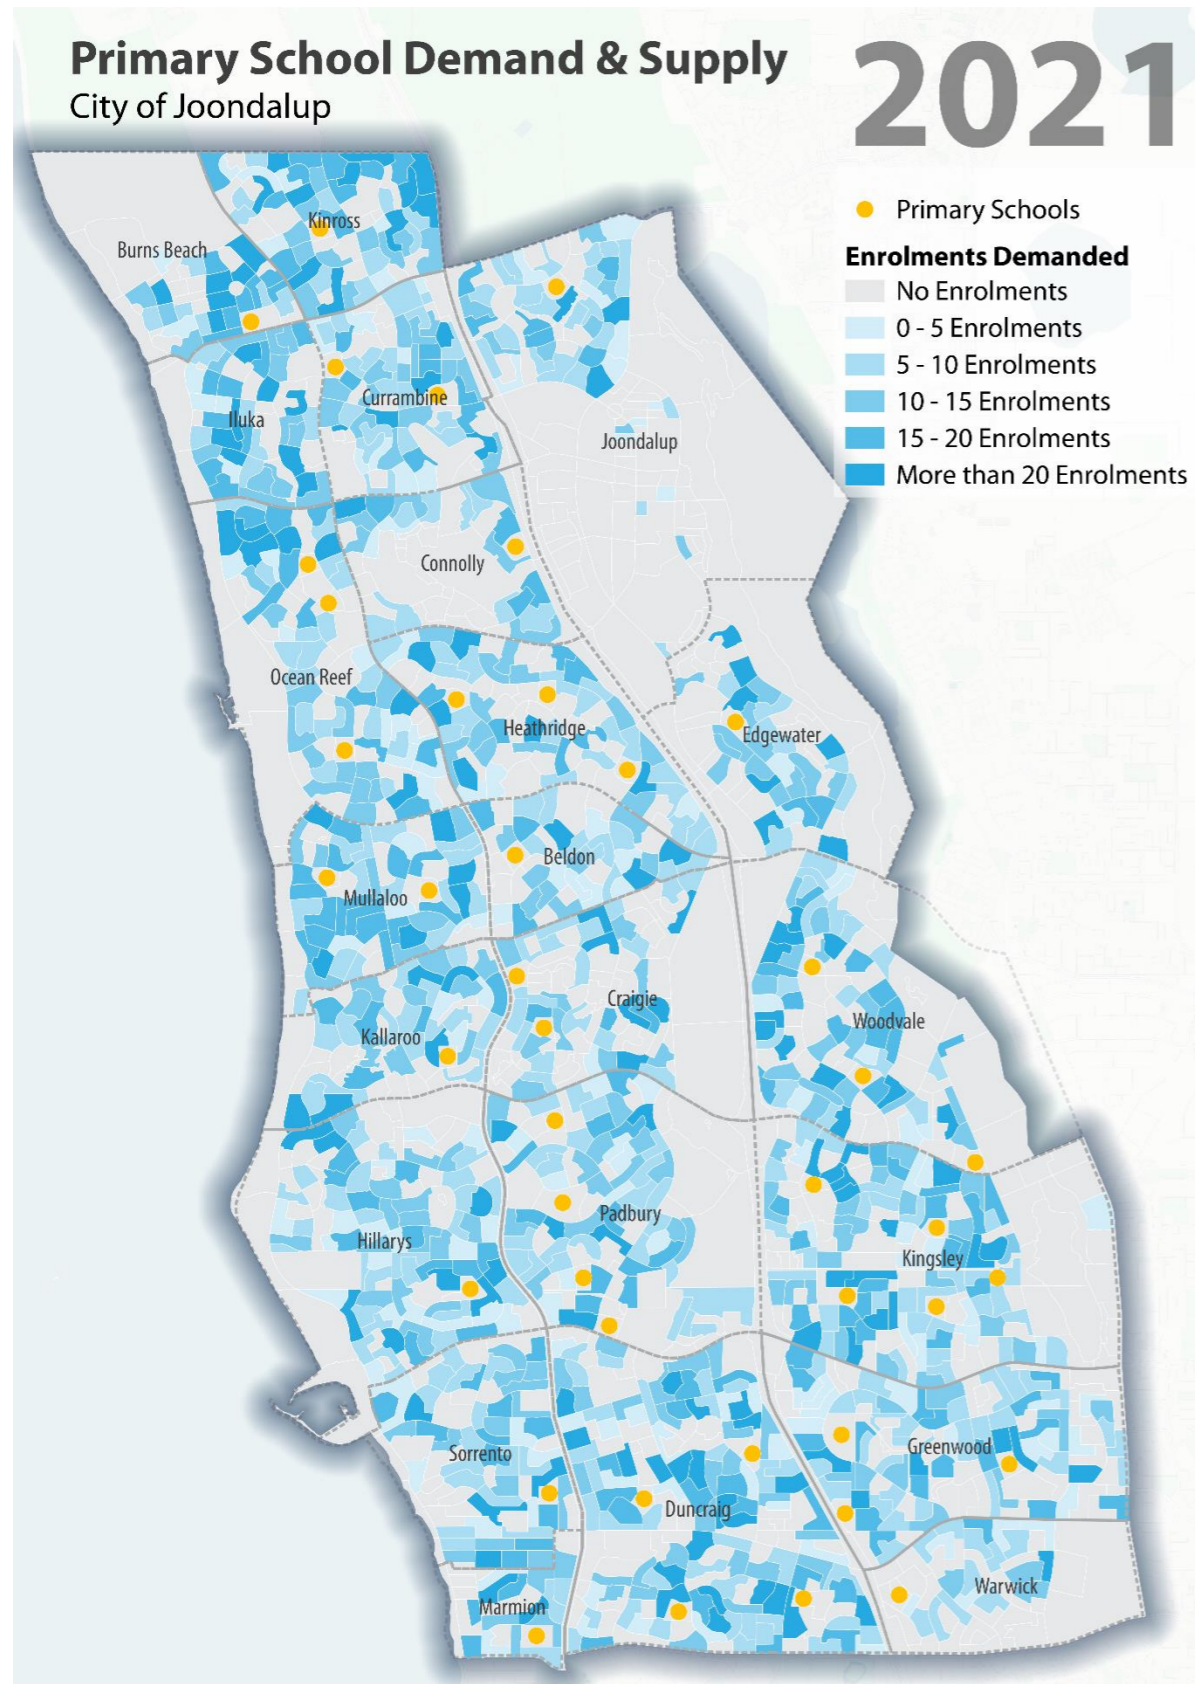 Primary School Demand & Supply
City of Joondalup
2021
Primary Schools
Enrolments Demanded
No Enrolments
0 - 5 Enrolments
5 - 10 Enrolments
10 - 15 Enrolments
15 - 20 Enrolments
More than 20 Enrolments
Kinross
Burns Beach
Currambine
Iluka
Joondalup
Connolly
Ocean Reef
Heathridge
Edgewater
Beldon
Mullaloo
Craigie
Woodvale
Kallaroo
Padbury
Hillarys
Kingsley
Greenwood
Sorrento
Duncraig
Warwick
Marmion